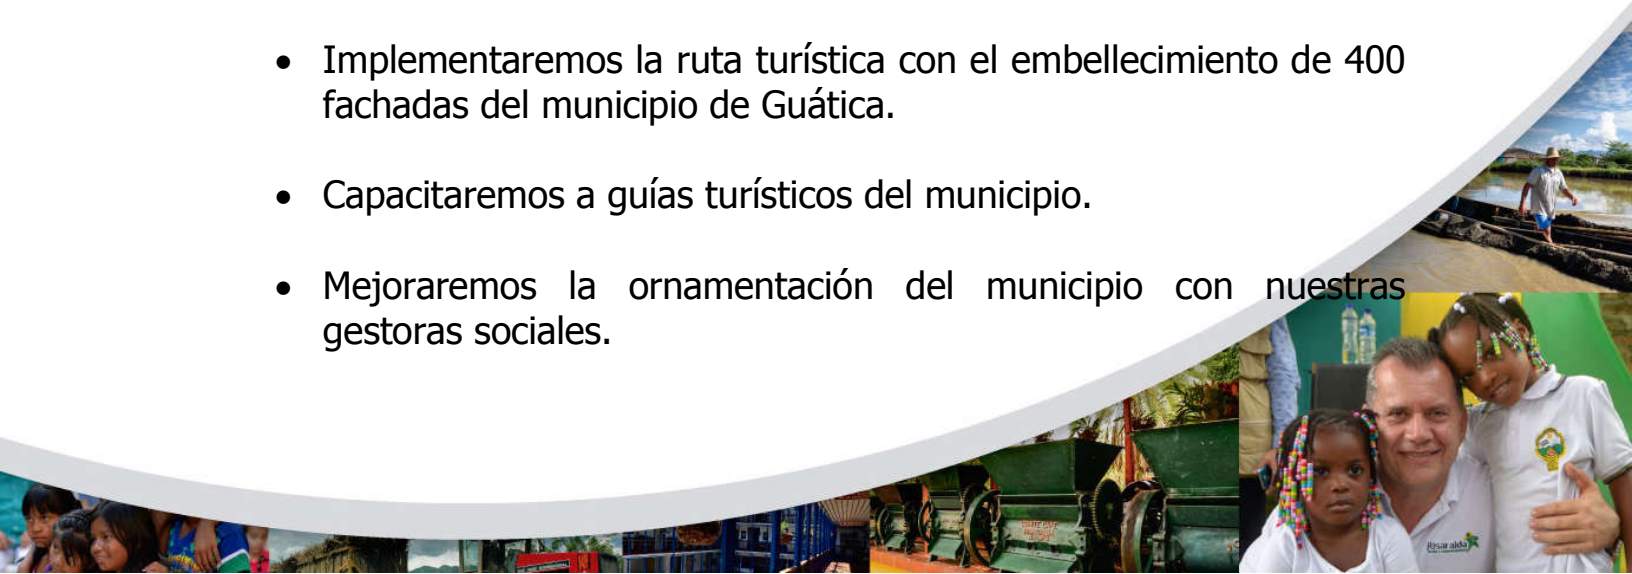 • Implementaremos la ruta turística con el embellecimiento de 400
fachadas del municipio de Guática.
• Capacitaremos a guías turísticos del municipio.
• Mejoraremos la ornamentación del municipio con nuestras
gestoras sociales.
Risaralda